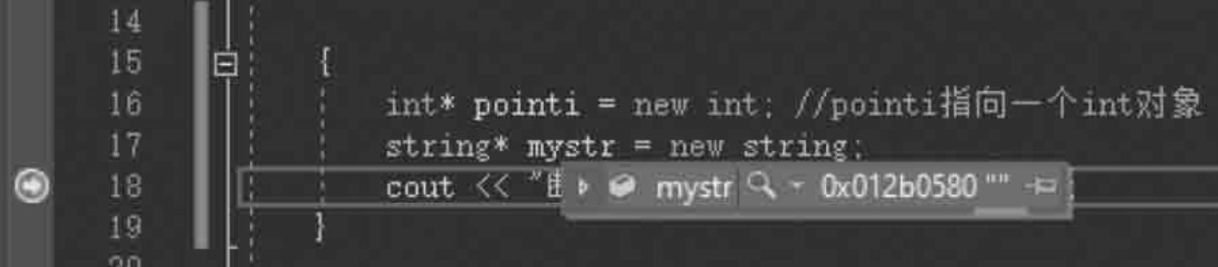 14
15 {
16 int* pointi = new int; //pointi指向一个int对象
17 string* mystr = new string;
18 cout << " mystr 0x012b0580 ""
19 }
20